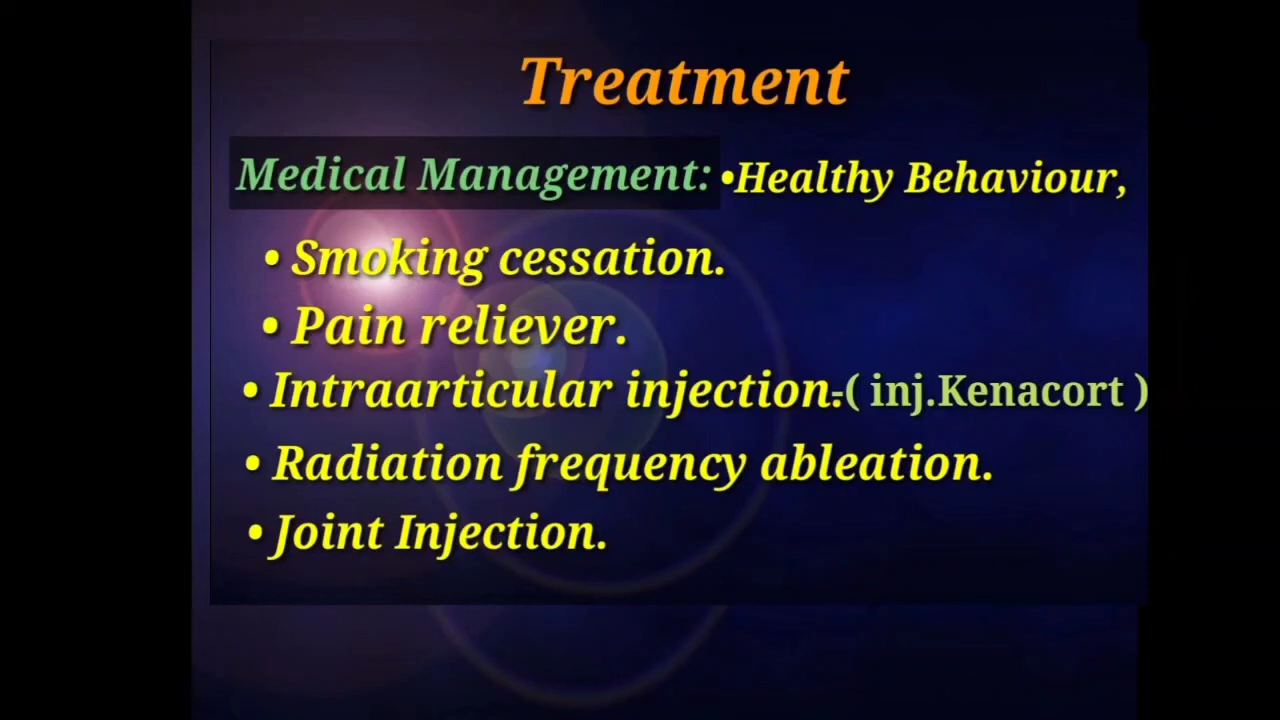 Treatment
Medical Management: •Healthy Behaviour,
• Smoking cessation.
• Pain reliever.
• Intraarticular injection.-( inj.Kenacort )
• Radiation frequency ableation.
• Joint Injection.